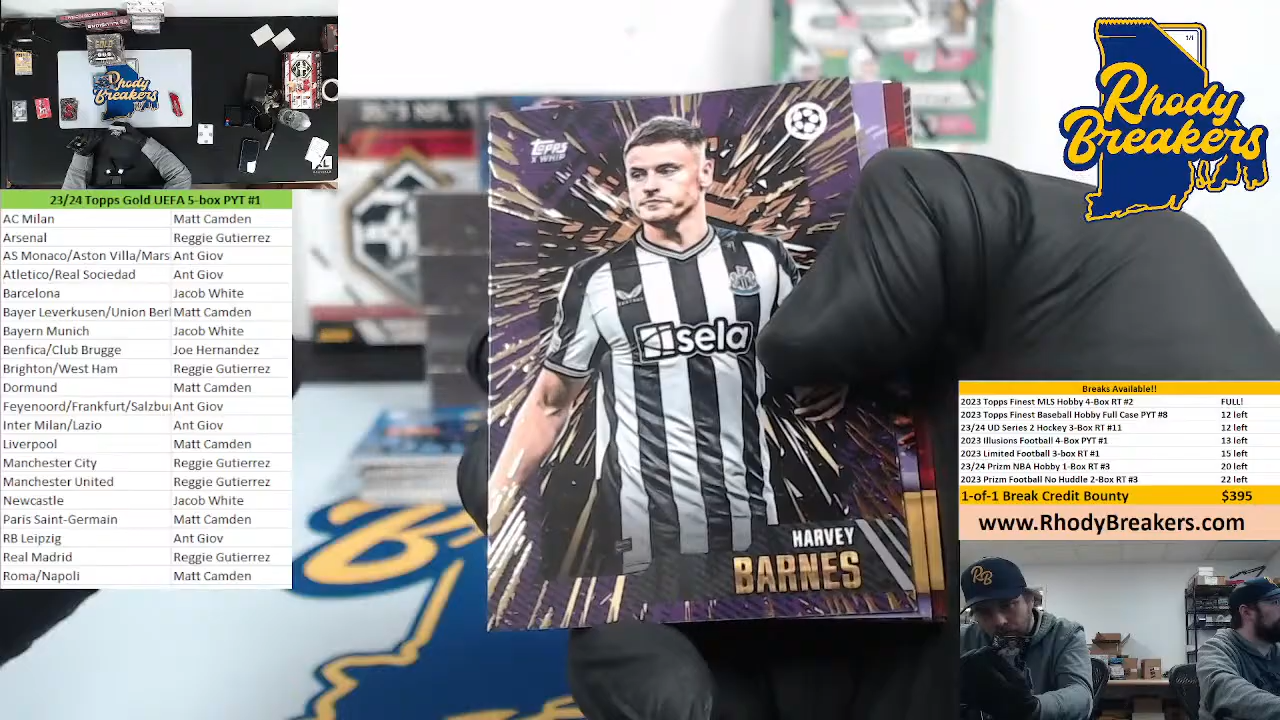 Rhody
Breakers
23/24 Topps Gold UEFA 5-box PYT #1
AC Milan Matt Camden
Arsenal Reggie Gutierrez
AS Monaco/Aston Villa/Mars Ant Giov
Atletico/Real Sociedad Ant Giov
Barcelona Jacob White
Bayer Leverkusen/Union Berl Matt Camden
Bayern Munich Jacob White
Benfica/Club Brugge Joe Hernandez
Brighton/West Ham Reggie Gutierrez
Dormund Matt Camden
Feyenoord/Frankfurt/Salzbu Ant Giov
Inter Milan/Lazio Ant Giov
Liverpool Matt Camden
Manchester City Reggie Gutierrez
Manchester United Reggie Gutierrez
Newcastle Jacob White
Paris Saint-Germain Matt Camden
RB Leipzig Ant Giov
Real Madrid Reggie Gutierrez
Roma/Napoli Matt Camden
Topps
X WHIP
sela
HARVEY
BARNES
1/1
Rhody
Breakers
Breaks Available!!
2023 Topps Finest MLS Hobby 4-Box RT #2 FULL!
2023 Topps Finest Baseball Hobby Full Case PYT #8 12 left
23/24 UD Series 2 Hockey 3-Box RT #11 12 left
2023 Illusions Football 4-Box PYT #1 13 left
2023 Limited Football 3-box RT #1 15 left
23/24 Prizm NBA Hobby 1-Box RT #3 20 left
2023 Prizm Football No Huddle 2-Box RT #3 22 left
1-of-1 Break Credit Bounty $395
www.RhodyBreakers.com
RB